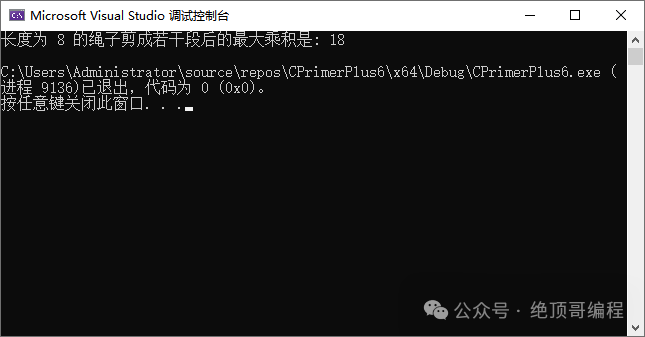 Microsoft Visual Studio 调试控制台
长度为 8 的绳子剪成若干段后的最大乘积是: 18
C:\Users\Administrator\source\repos\CPrimerPlus6\x64\Debug\CPrimerPlus6.exe (
进程 9136)已退出，代码为 0 (0x0)。
按任意键关闭此窗口. . .
公众号 · 绝顶哥编程